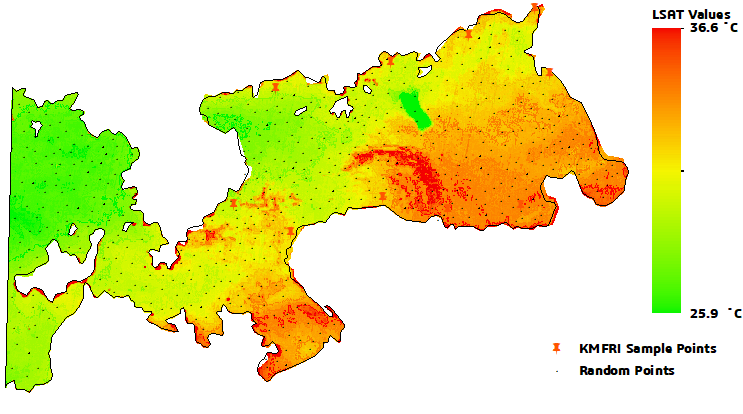 LSAT Values
36.6 °C
25.9 °C
KMFRI Sample Points
Random Points